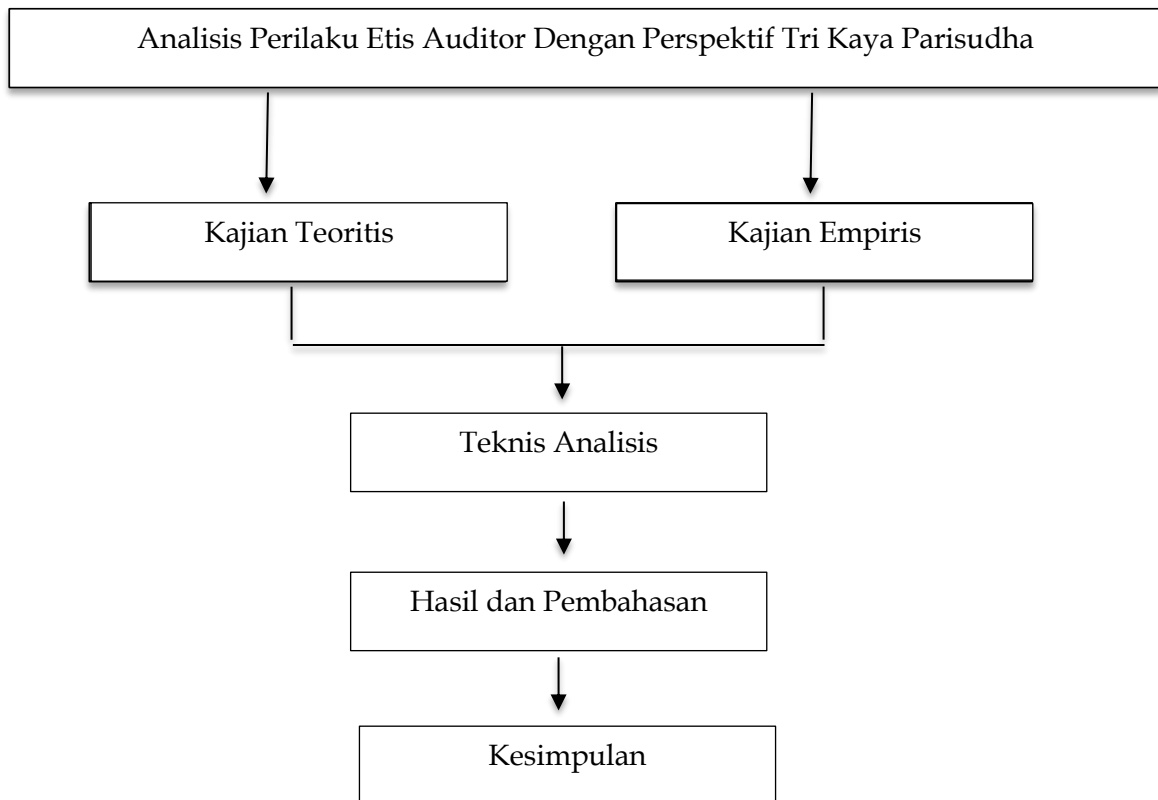 Analisis Perilaku Etis Auditor Dengan Perspektif Tri Kaya Parisudha
Kajian Teoritis
Kajian Empiris
Teknis Analisis
Hasil dan Pembahasan
Kesimpulan